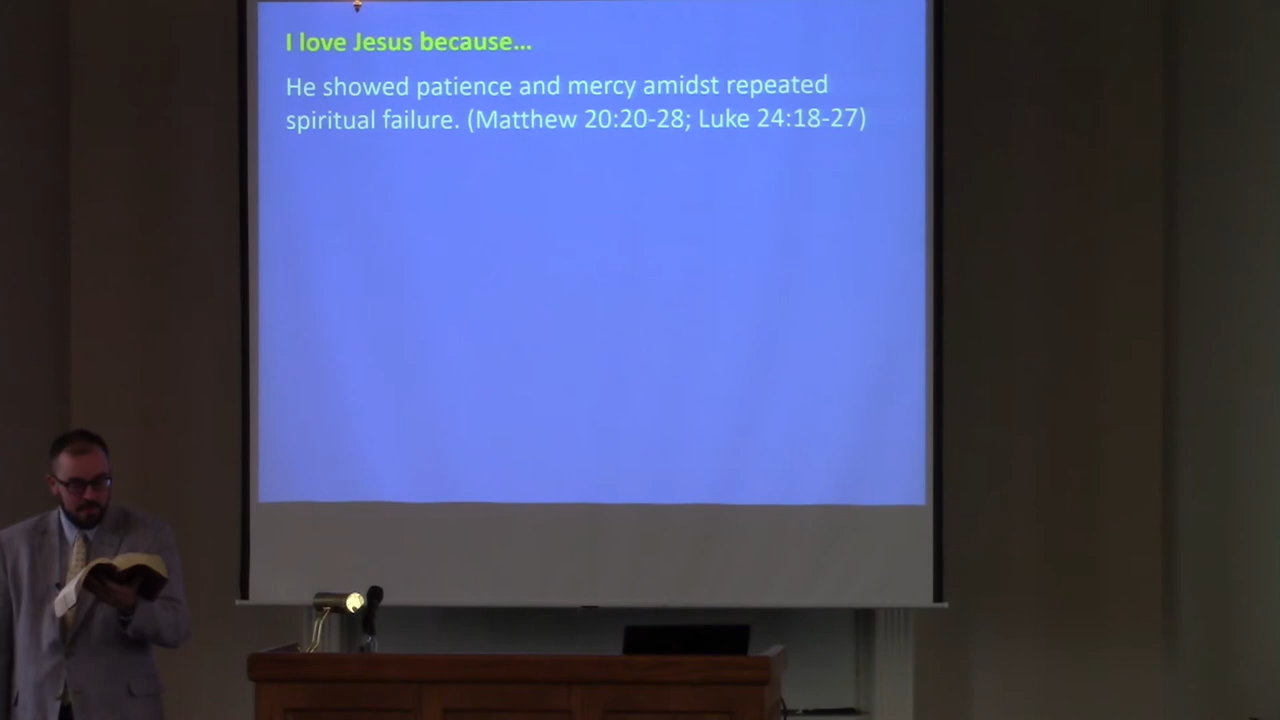 I love Jesus because...
He showed patience and mercy amidst repeated
spiritual failure. (Matthew 20:20-28; Luke 24:18-27)